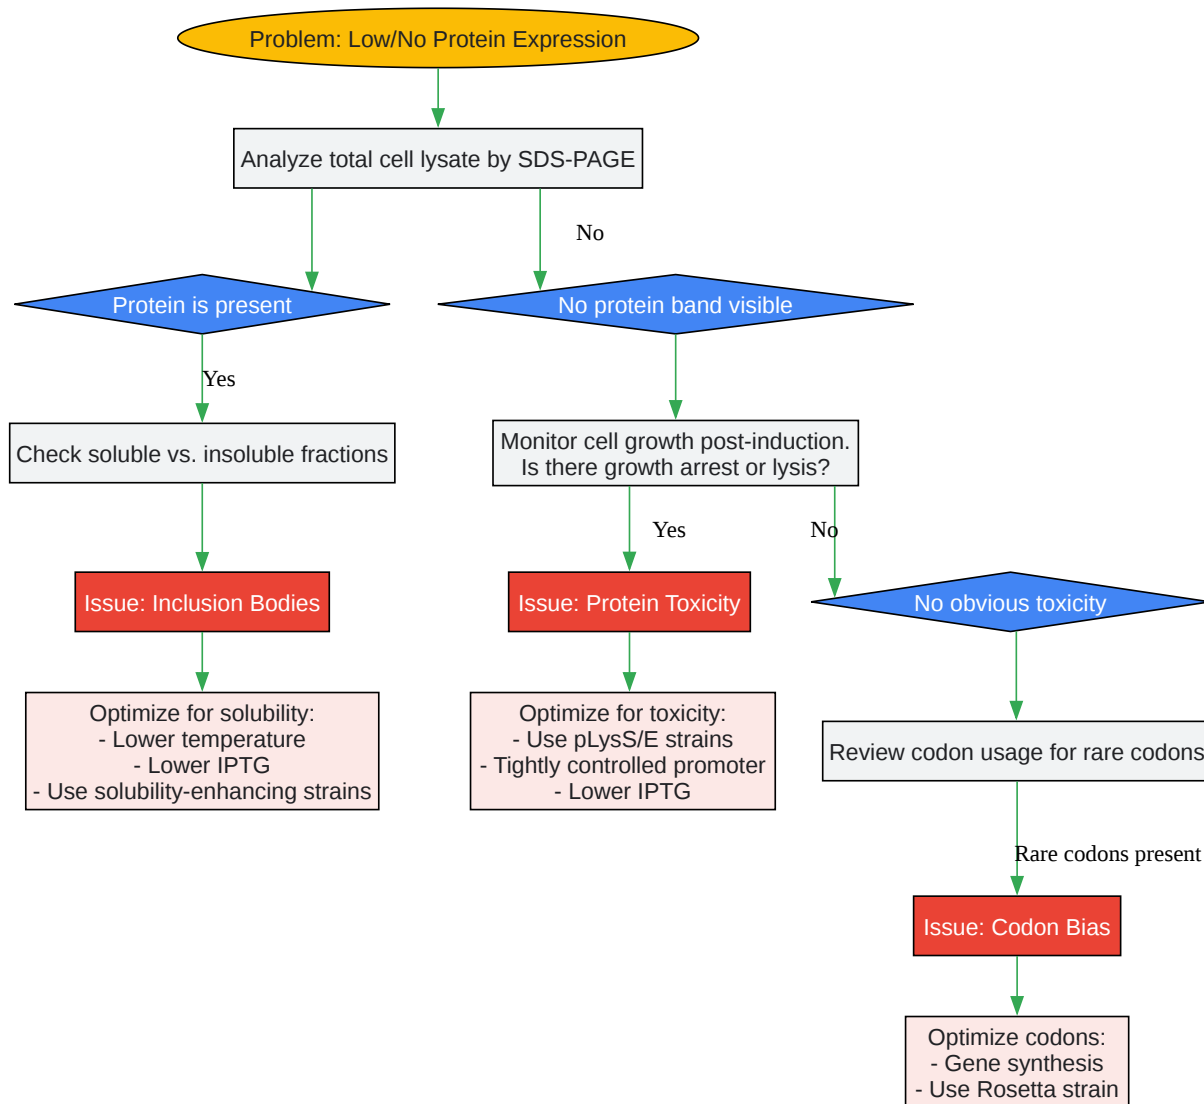 Problem: Low/No Protein Expression
Analyze total cell lysate by SDS-PAGE
No
Protein is present
No protein band visible
Yes
Check soluble vs. insoluble fractions
Monitor cell growth post-induction.
Is there growth arrest or lysis?
Yes
No
Issue: Inclusion Bodies
Issue: Protein Toxicity
No obvious toxicity
Optimize for solubility:
- Lower temperature
- Lower IPTG
- Use solubility-enhancing strains
Optimize for toxicity:
- Use pLysS/E strains
- Tightly controlled promoter
- Lower IPTG
Review codon usage for rare codons
Rare codons present
Issue: Codon Bias
Optimize codons:
- Gene synthesis
- Use Rosetta strain